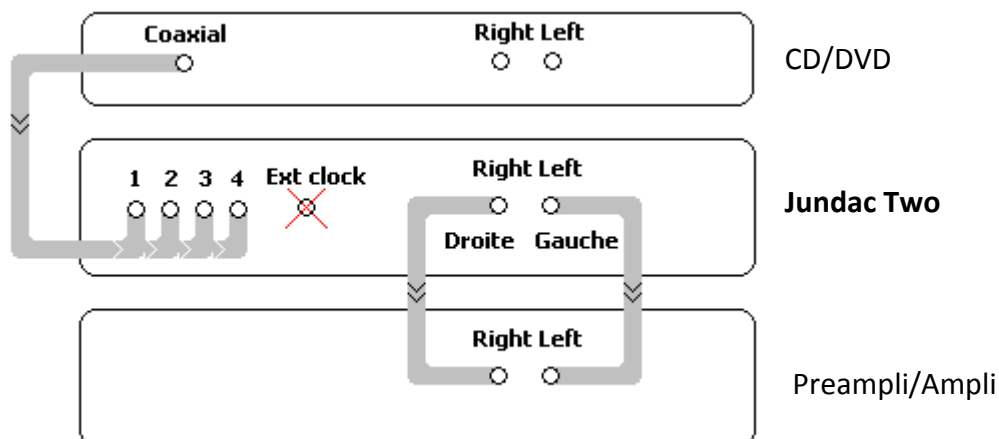 Coaxial
Right Left
CD/DVD
1 2 3 4 Ext clock
Right Left
Jundac Two
Droite Gauche
Right Left
Preampli/Ampli